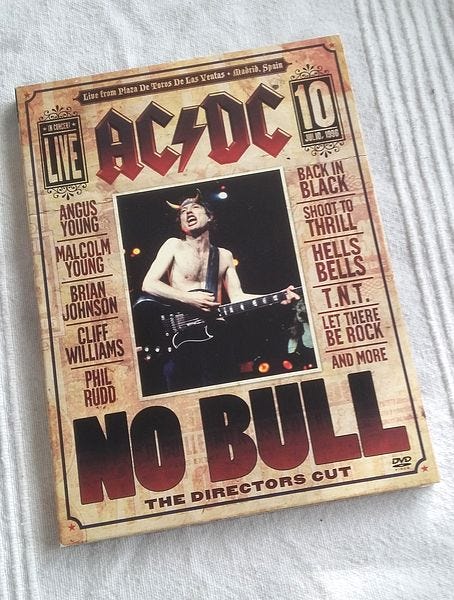 Live from Plaza De Toros De Las Ventas • Madrid, Spain
IN CONCERT
LIVE
AC/DC
10
JULIO, 1996
ANGUS
YOUNG
MALCOLM
YOUNG
BRIAN
JOHNSON
CLIFF
WILLIAMS
PHIL
RUDD
BACK IN
BLACK
SHOOT TO
THRILL
HELLS
BELLS
T.N.T.
LET THERE
BE ROCK
AND MORE
NO BULL
THE DIRECTORS CUT
DVD
VIDEO